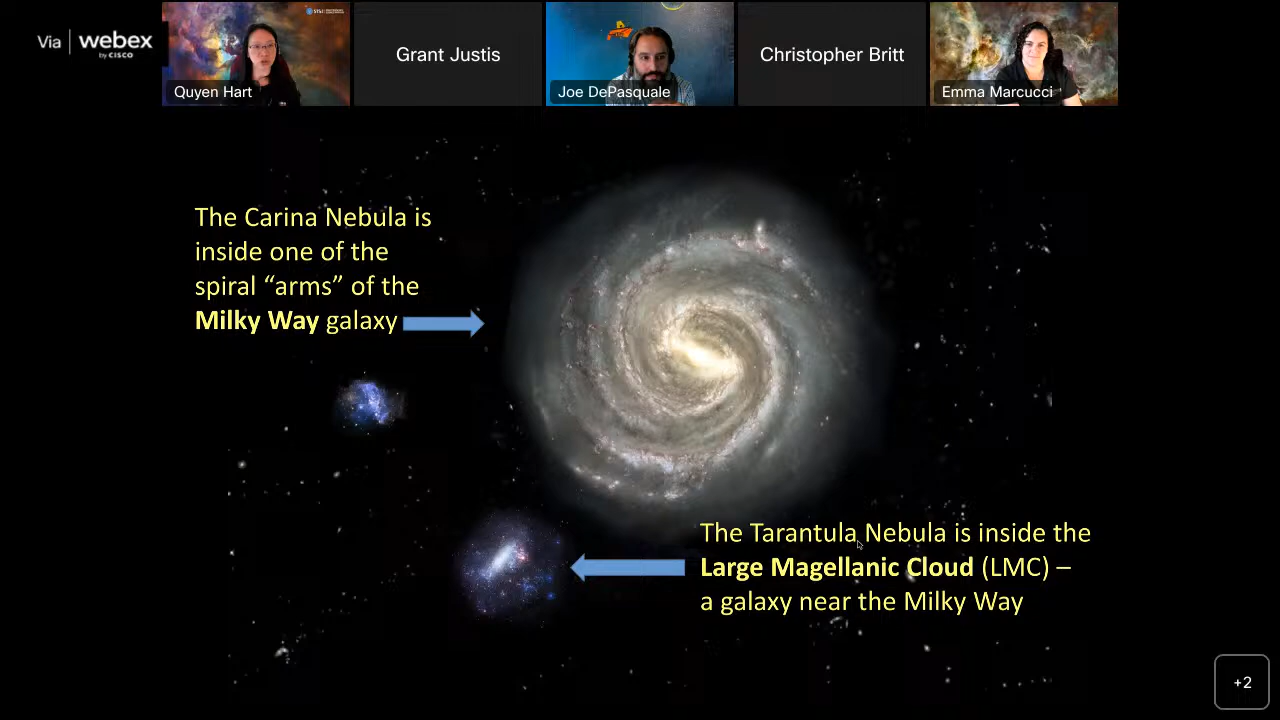 Via webex
by CISCO
Quyen Hart
Grant Justis
Joe DePasquale
Christopher Britt
Emma Marcucci
The Carina Nebula is
inside one of the
spiral “arms” of the
Milky Way galaxy
The Tarantula Nebula is inside the
Large Magellanic Cloud (LMC) –
a galaxy near the Milky Way
+2